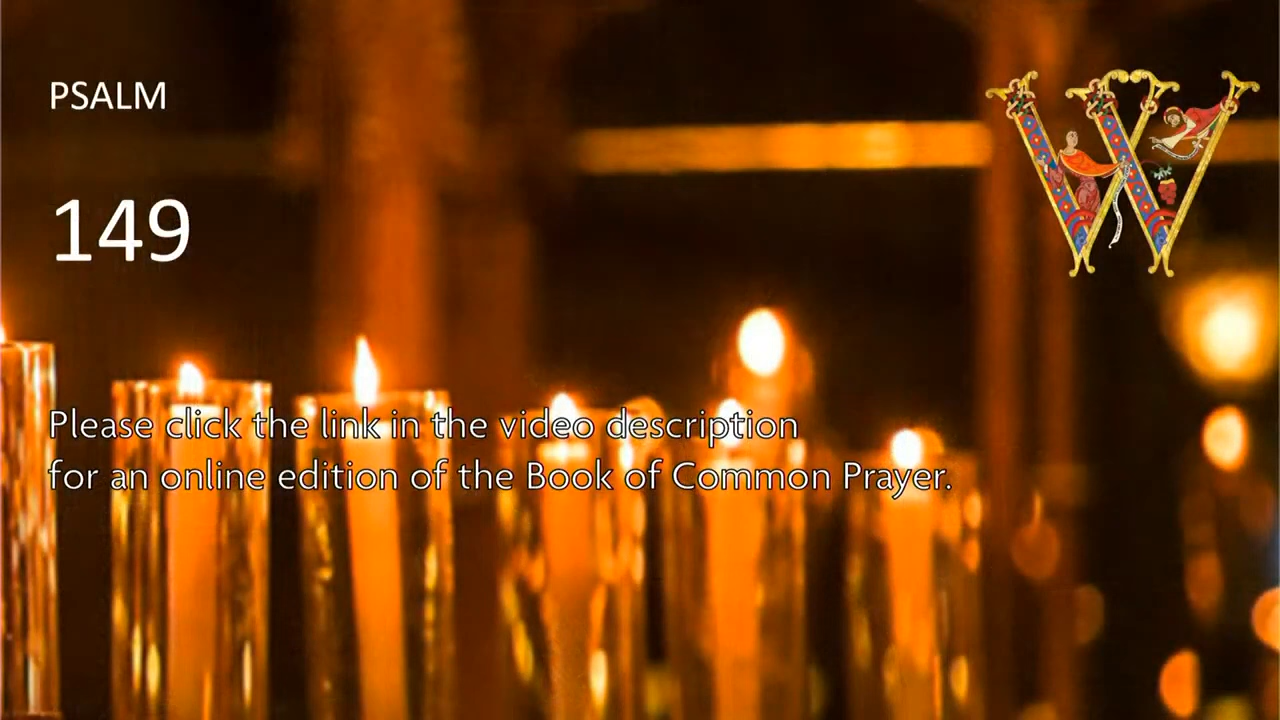 PSALM
149
Please click the link in the video description
for an online edition of the Book of Common Prayer.